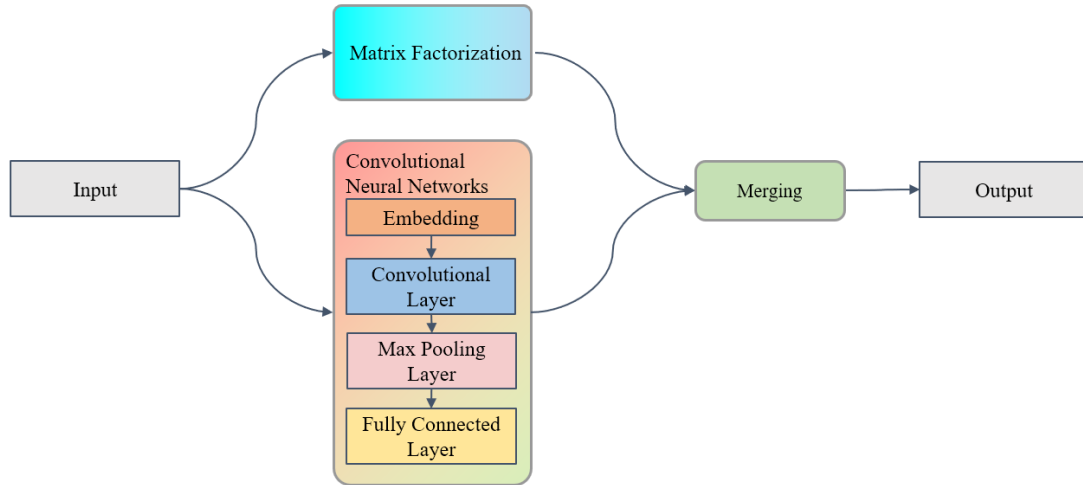 Matrix Factorization
Input
Convolutional
Neural Networks
Embedding
Convolutional
Layer
Max Pooling
Layer
Fully Connected
Layer
Merging
Output